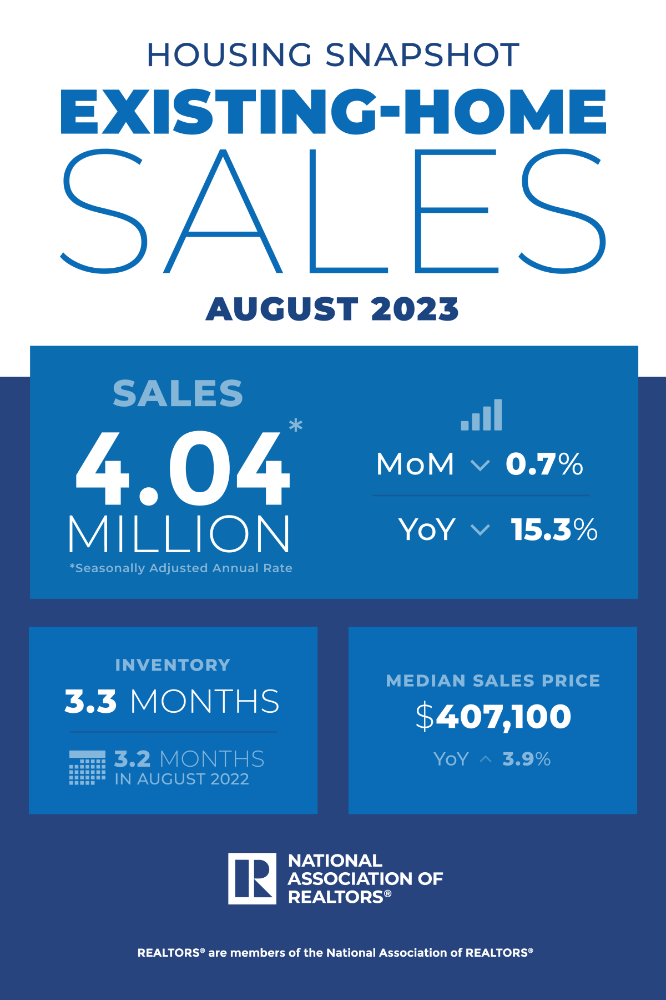 HOUSING SNAPSHOT
EXISTING-HOME
SALES
AUGUST 2023
SALES
4.04*
MILLION
*Seasonally Adjusted Annual Rate
MoM 0.7%
YoY 15.3%
INVENTORY
3.3 MONTHS
3.2 MONTHS
IN AUGUST 2022
MEDIAN SALES PRICE
$407,100
YoY 3.9%
NATIONAL
ASSOCIATION OF
REALTORS®
REALTORS® are members of the National Association of REALTORS®